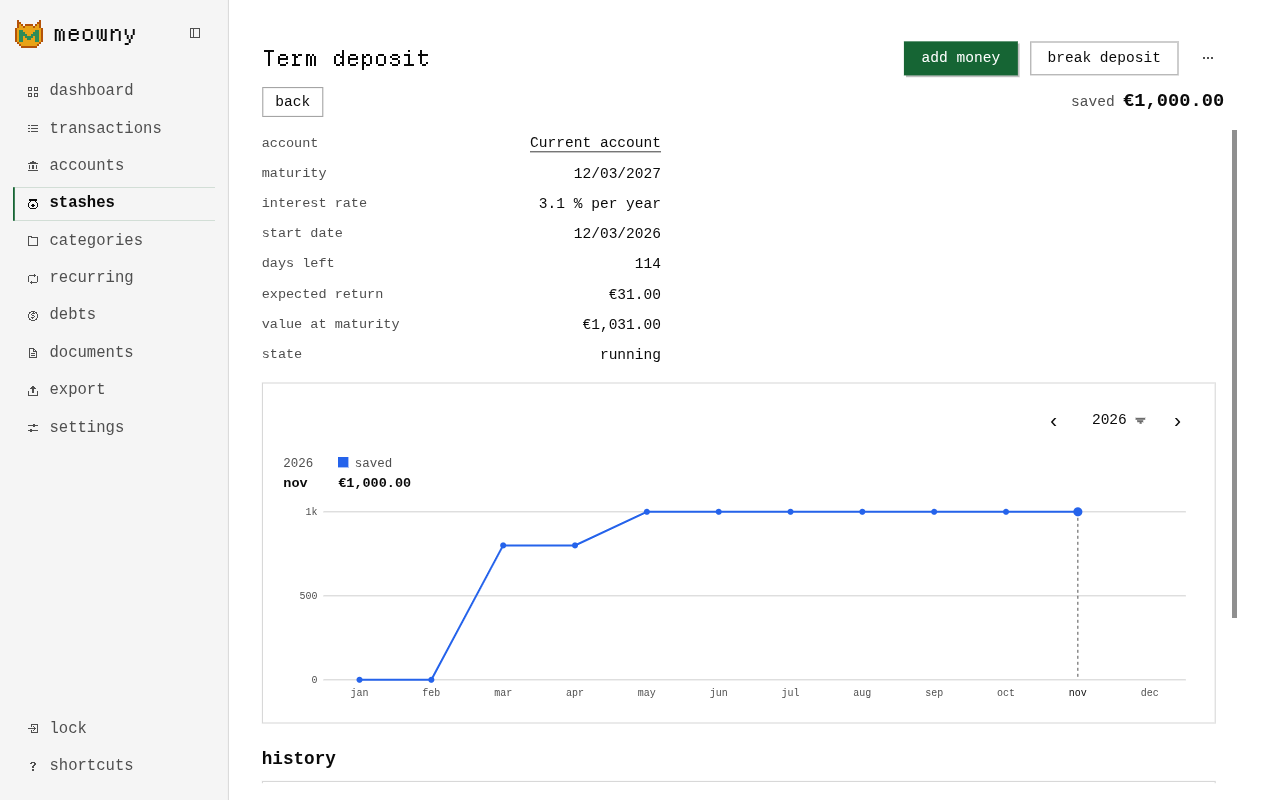 meowny
dashboard
transactions
accounts
stashes
categories
recurring
debts
documents
export
settings
lock
? shortcuts
Term deposit
add money
break deposit
...
back
saved €1,000.00
account Current account
maturity 12/03/2027
interest rate 3.1 % per year
start date 12/03/2026
days left 114
expected return €31.00
value at maturity €1,031.00
state running
‹ 2026 ›
2026 saved
nov €1,000.00
1k
500
0
jan feb mar apr may jun jul aug sep oct nov dec
history